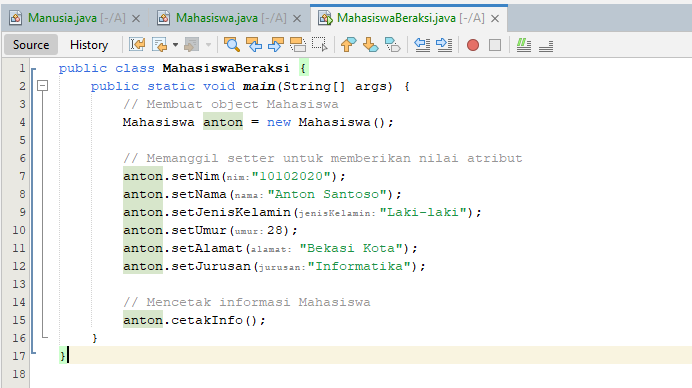 Manusia.java [-/A] Mahasiswa.java [-/A] MahasiswaBeraksi.java [-/A]
Source History
1 public class MahasiswaBeraksi {
2 public static void main(String[] args) {
3 // Membuat object Mahasiswa
4 Mahasiswa anton = new Mahasiswa();
5
6 // Memanggil setter untuk memberikan nilai atribut
7 anton.setNim(nim: "10102020");
8 anton.setNama(nama: "Anton Santoso");
9 anton.setJenisKelamin(jenisKelamin: "Laki-laki");
10 anton.setUmur(umur: 28);
11 anton.setAlamat(alamat: "Bekasi Kota");
12 anton.setJurusan(jurusan: "Informatika");
13
14 // Mencetak informasi Mahasiswa
15 anton.cetakInfo();
16 }
17 }
18